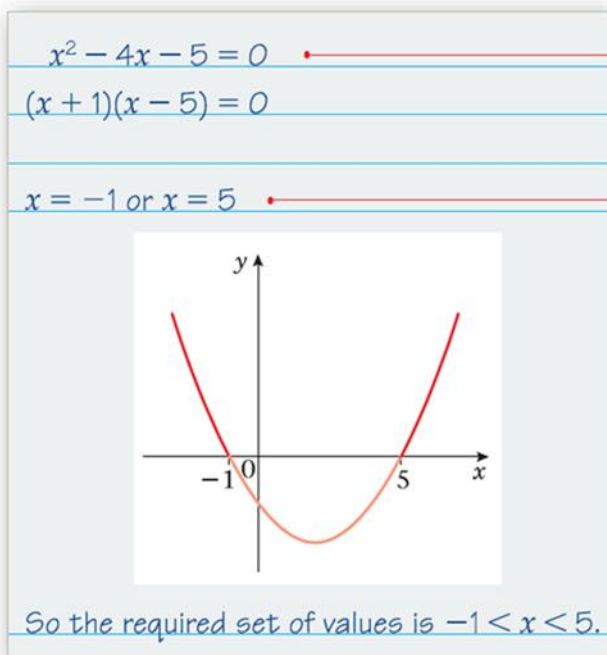 x² – 4x – 5 = 0
(x + 1)(x – 5) = 0
x = –1 or x = 5
y
–1 0 5 x
So the required set of values is –1 < x < 5.